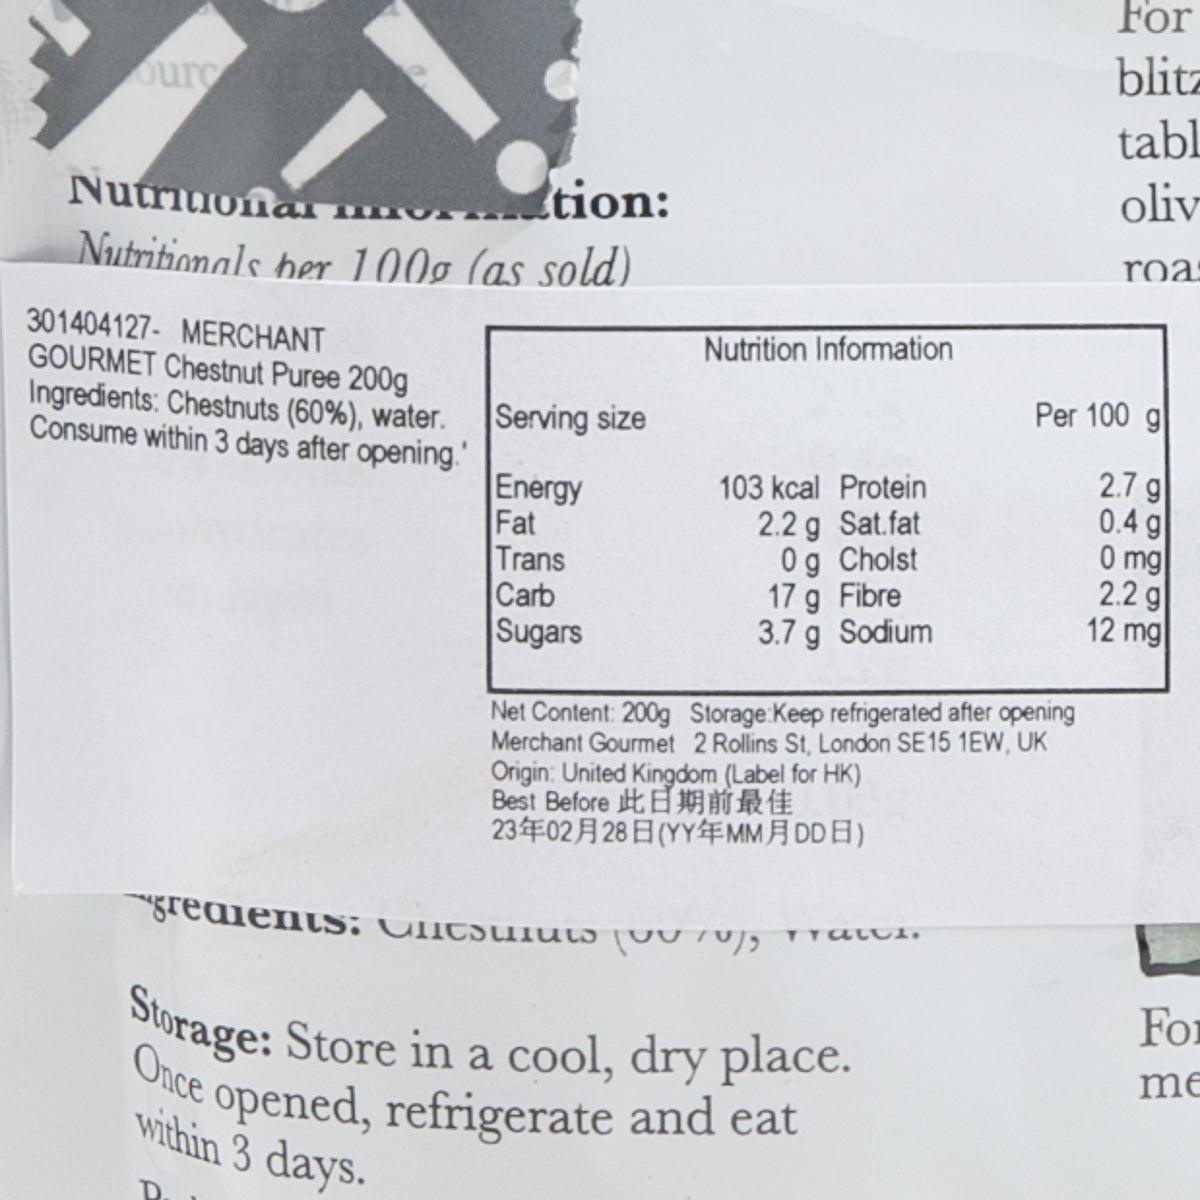 For
blitz
tabl
oliv
roas
Nutritional Information:
Nutritionals per 100g (as sold)
301404127- MERCHANT
GOURMET Chestnut Puree 200g
Ingredients: Chestnuts (60%), water.
Consume within 3 days after opening.'
Nutrition Information
Serving size Per 100 g
Energy 103 kcal Protein 2.7 g
Fat 2.2 g Sat.fat 0.4 g
Trans 0 g Cholst 0 mg
Carb 17 g Fibre 2.2 g
Sugars 3.7 g Sodium 12 mg
Net Content: 200g Storage:Keep refrigerated after opening
Merchant Gourmet 2 Rollins St, London SE15 1EW, UK
Origin: United Kingdom (Label for HK)
Best Before 此日期前最佳
23年02月28日(YY年MM月DD日)
Ingredients: Chestnuts (60%), Water.
Storage: Store in a cool, dry place.
Once opened, refrigerate and eat
within 3 days.
For
me